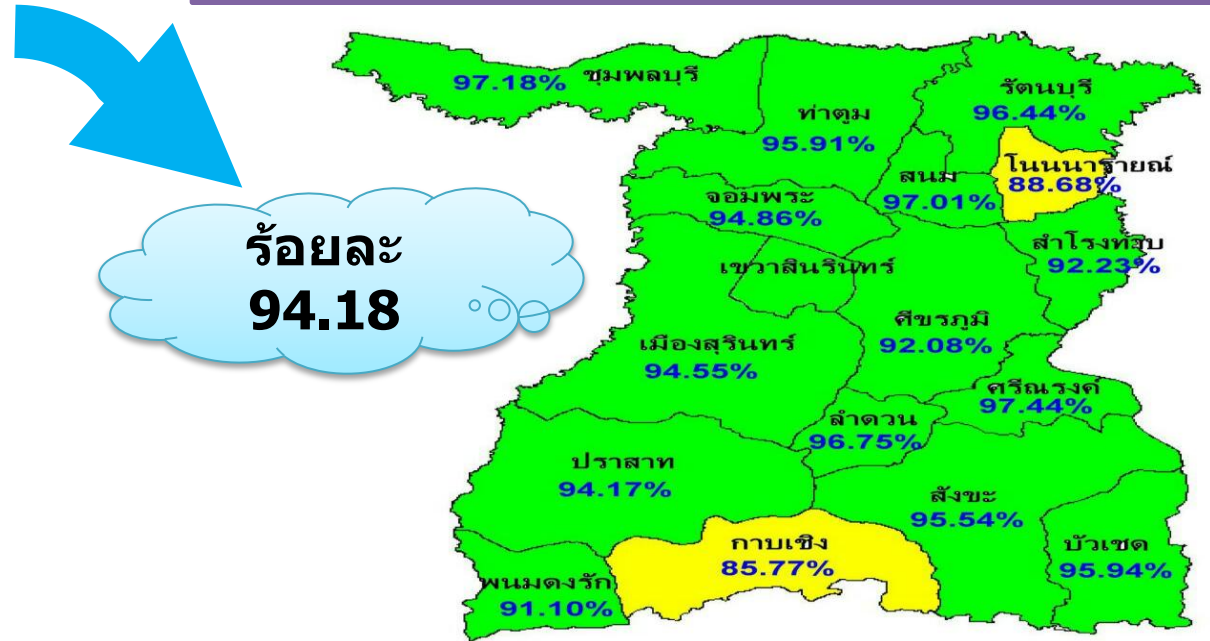 97.18% ชุมพลบุรี
รัตนบุรี
96.44%
ท่าตูม
95.91%
โนนนารายณ์
88.68%
สนม
97.01%
จอมพระ
94.86%
ร้อยละ
94.18
สำโรงทาบ
92.23%
เขวาสินรินทร์
ศีขรภูมิ
92.08%
เมืองสุรินทร์
94.55%
ศรีณรงค์
97.44%
ลำดวน
96.75%
ปราสาท
94.17%
สังขะ
95.54%
กาบเชิง
85.77%
บัวเชด
95.94%
พนมดงรัก
91.10%